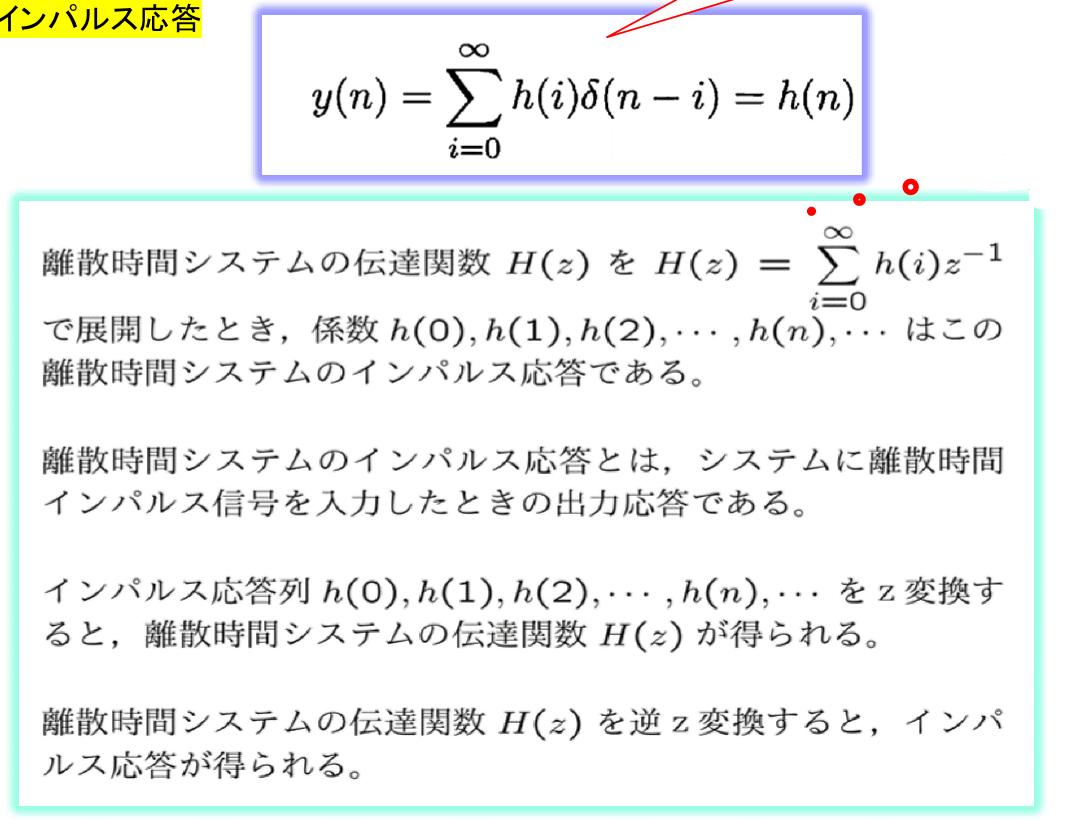 インパルス応答
y(n) = ∑_{i=0}^{∞} h(i)δ(n − i) = h(n)
離散時間システムの伝達関数 H(z) を H(z) = ∑_{i=0}^{∞} h(i)z^{−1}
で展開したとき，係数 h(0), h(1), h(2), ⋯ , h(n), ⋯ はこの
離散時間システムのインパルス応答である。
離散時間システムのインパルス応答とは，システムに離散時間
インパルス信号を入力したときの出力応答である。
インパルス応答列 h(0), h(1), h(2), ⋯ , h(n), ⋯ を z 変換す
ると，離散時間システムの伝達関数 H(z) が得られる。
離散時間システムの伝達関数 H(z) を逆 z 変換すると，インパ
ルス応答が得られる。